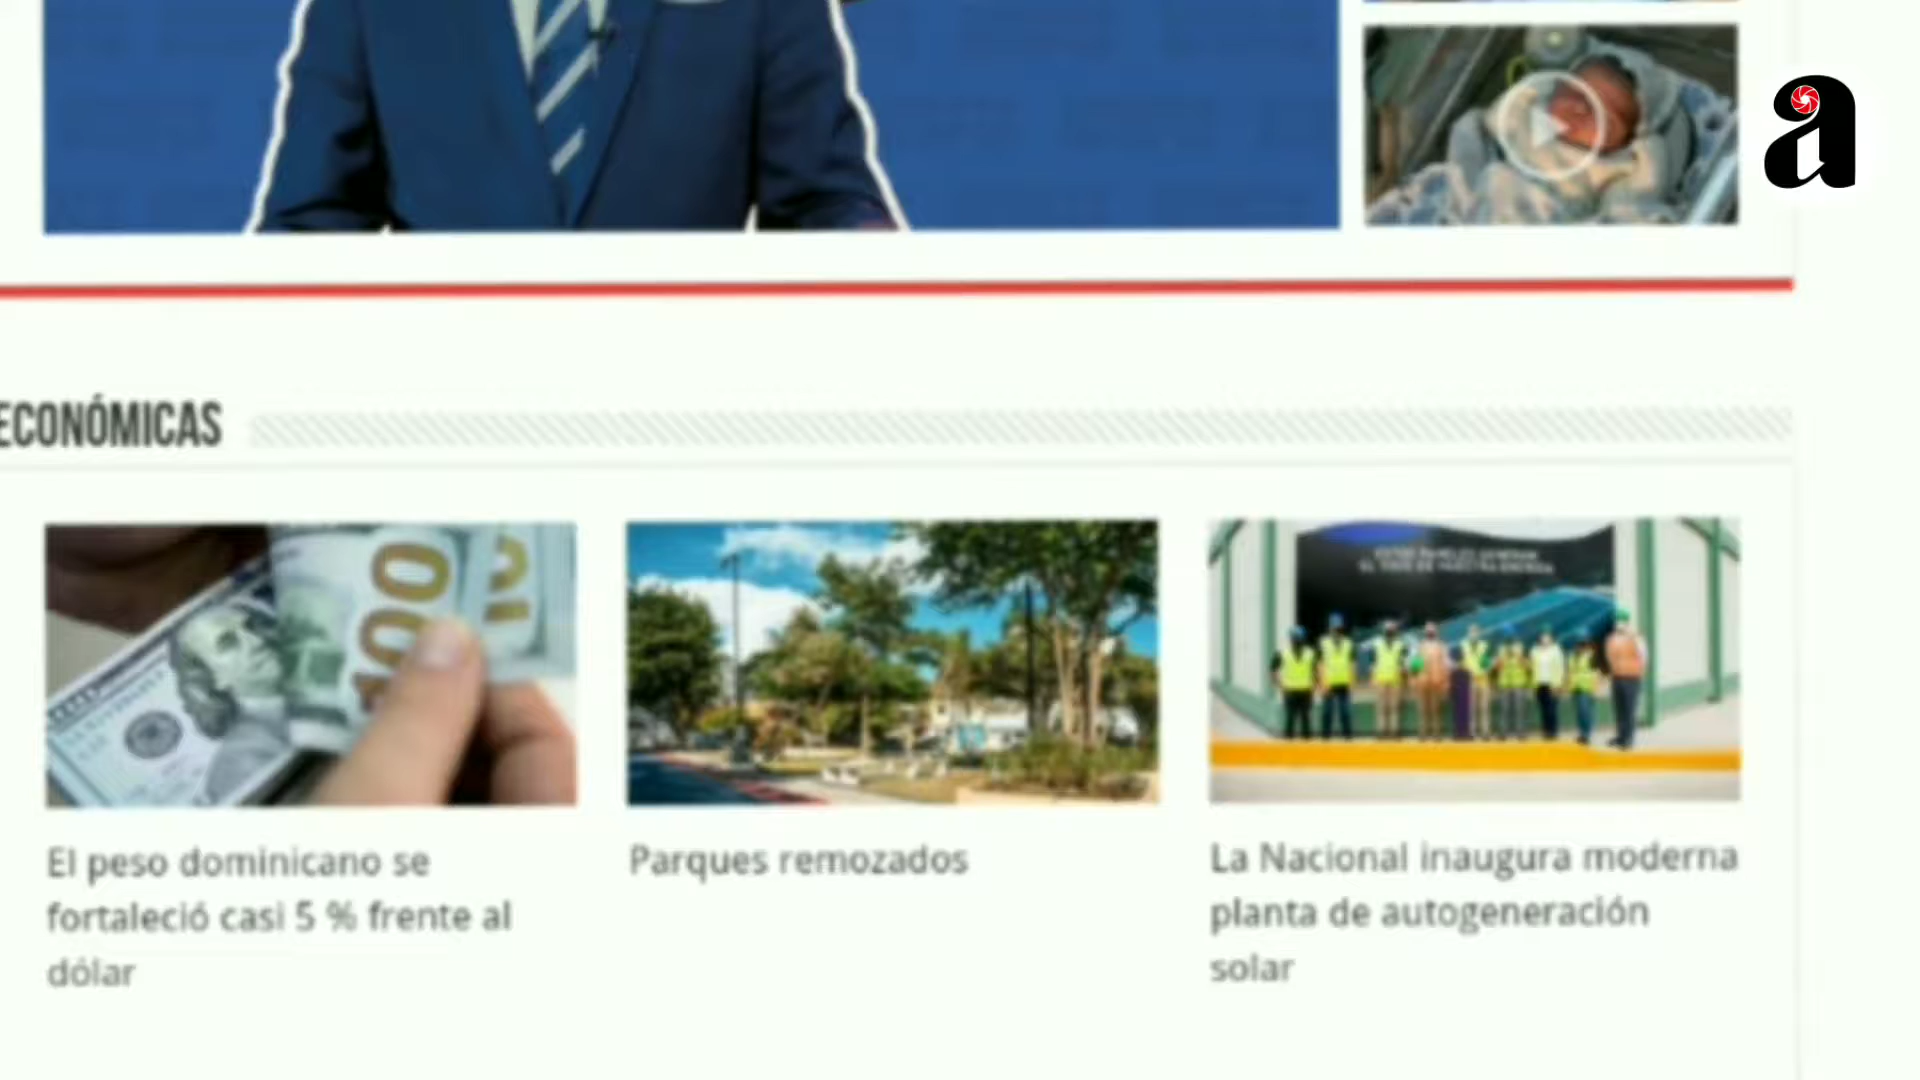 a
ECONÓMICAS
100
El peso dominicano se
fortaleció casi 5 % frente al
dólar
Parques remozados
La Nacional inaugura moderna
planta de autogeneración
solar